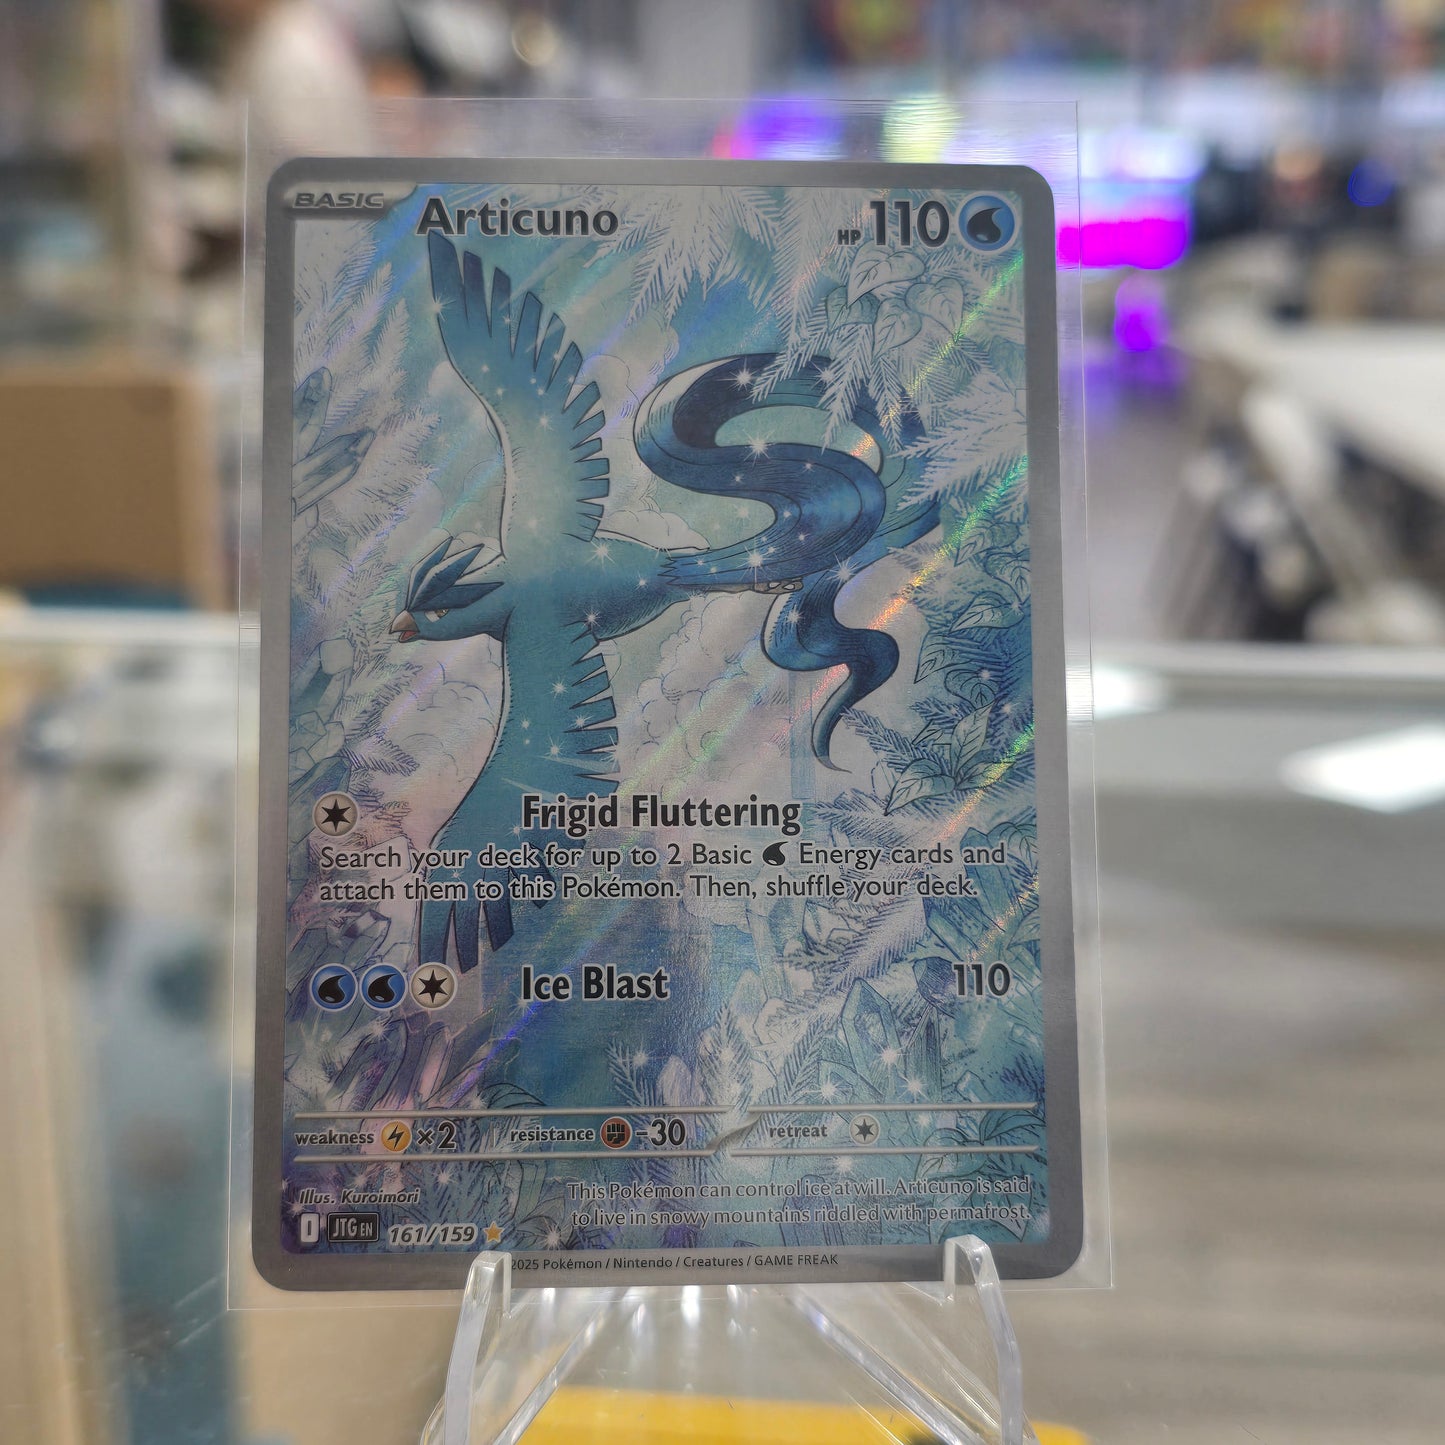 BASIC
Articuno
HP 110
Frigid Fluttering
Search your deck for up to 2 Basic Energy cards and
attach them to this Pokémon. Then, shuffle your deck.
Ice Blast 110
weakness ×2 resistance -30 retreat
Illus. Kuroimori
This Pokémon can control ice at will. Articuno is said
to live in snowy mountains riddled with permafrost.
JTG EN 161/159
2025 Pokémon / Nintendo / Creatures / GAME FREAK